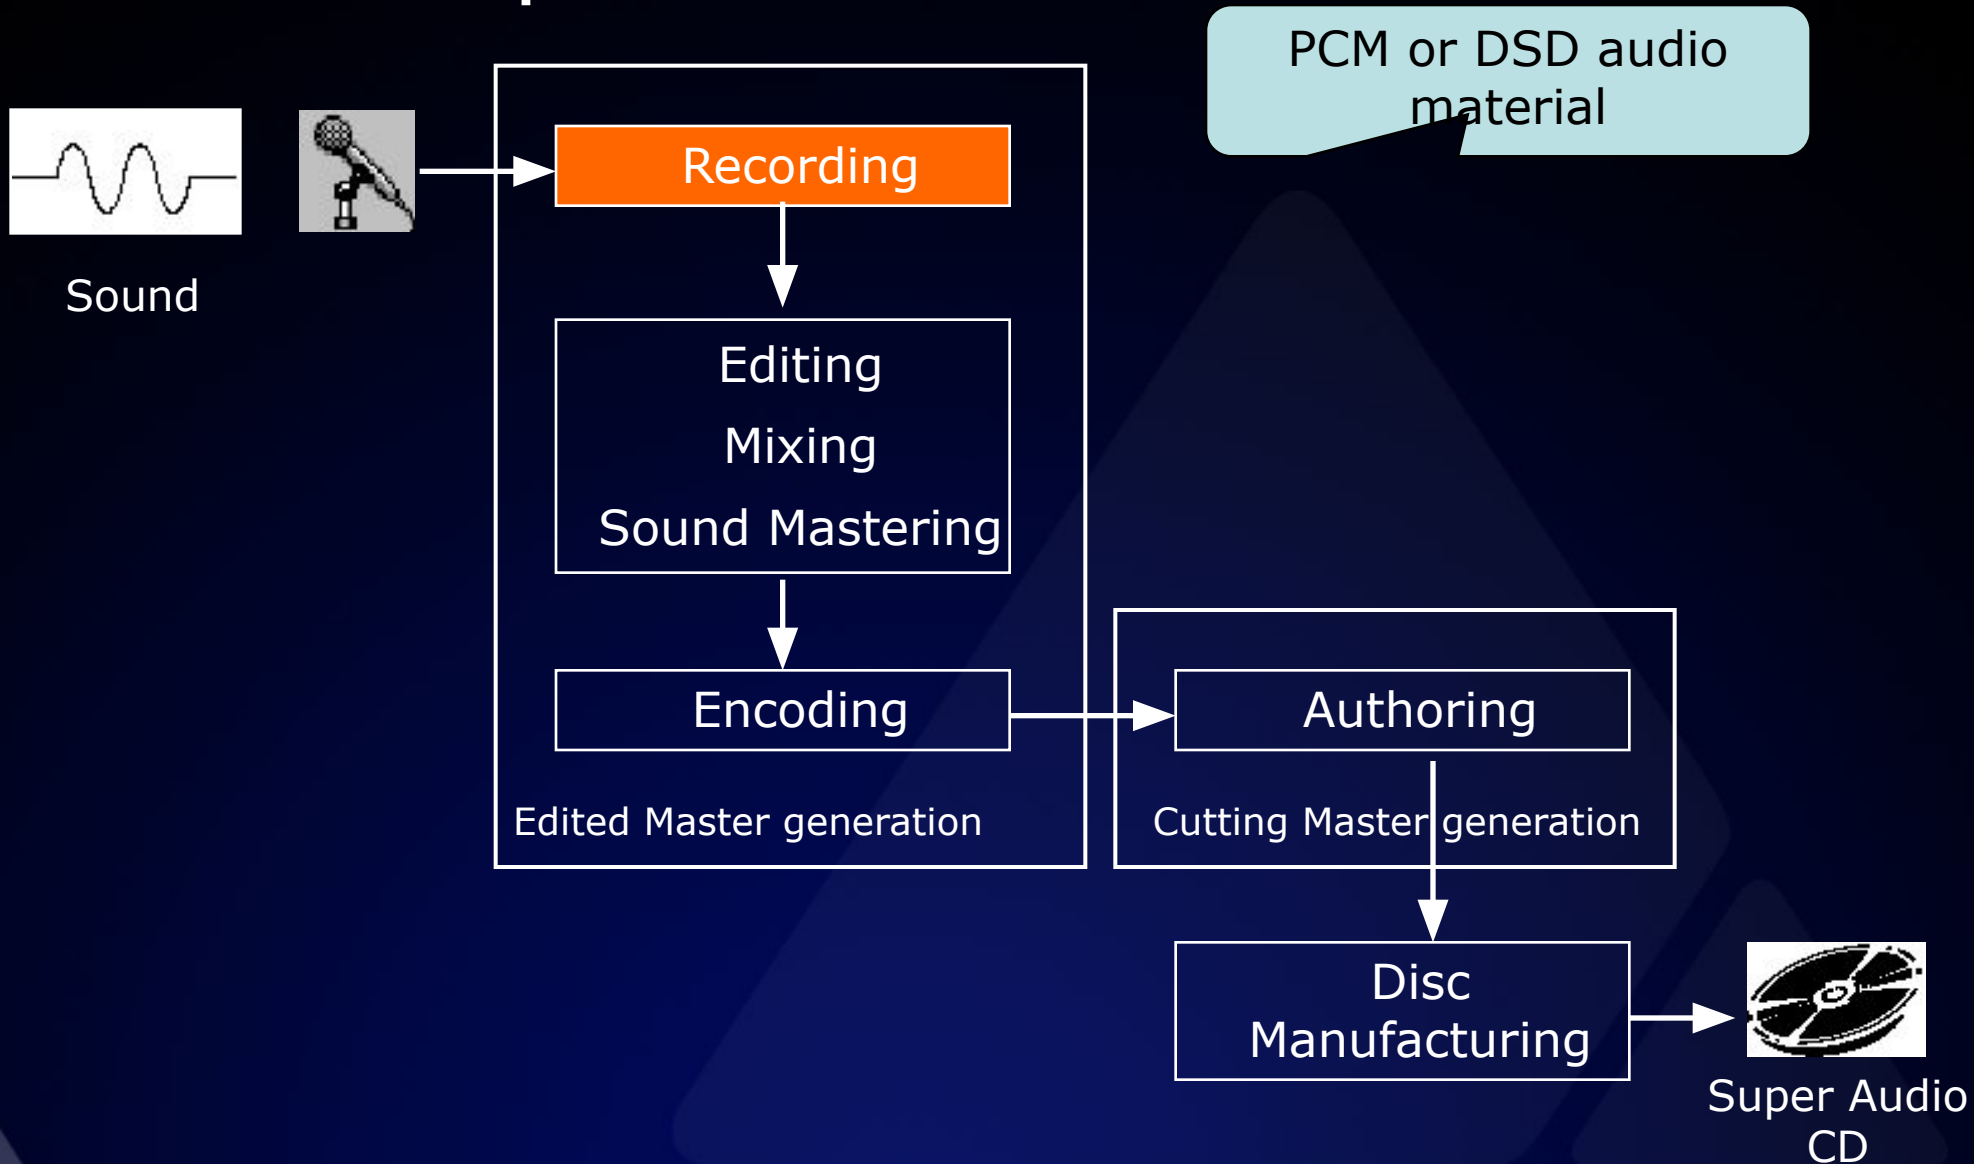 PCM or DSD audio
material
Recording
Sound
Editing
Mixing
Sound Mastering
Encoding
Authoring
Edited Master generation
Cutting Master generation
Disc
Manufacturing
Super Audio
CD